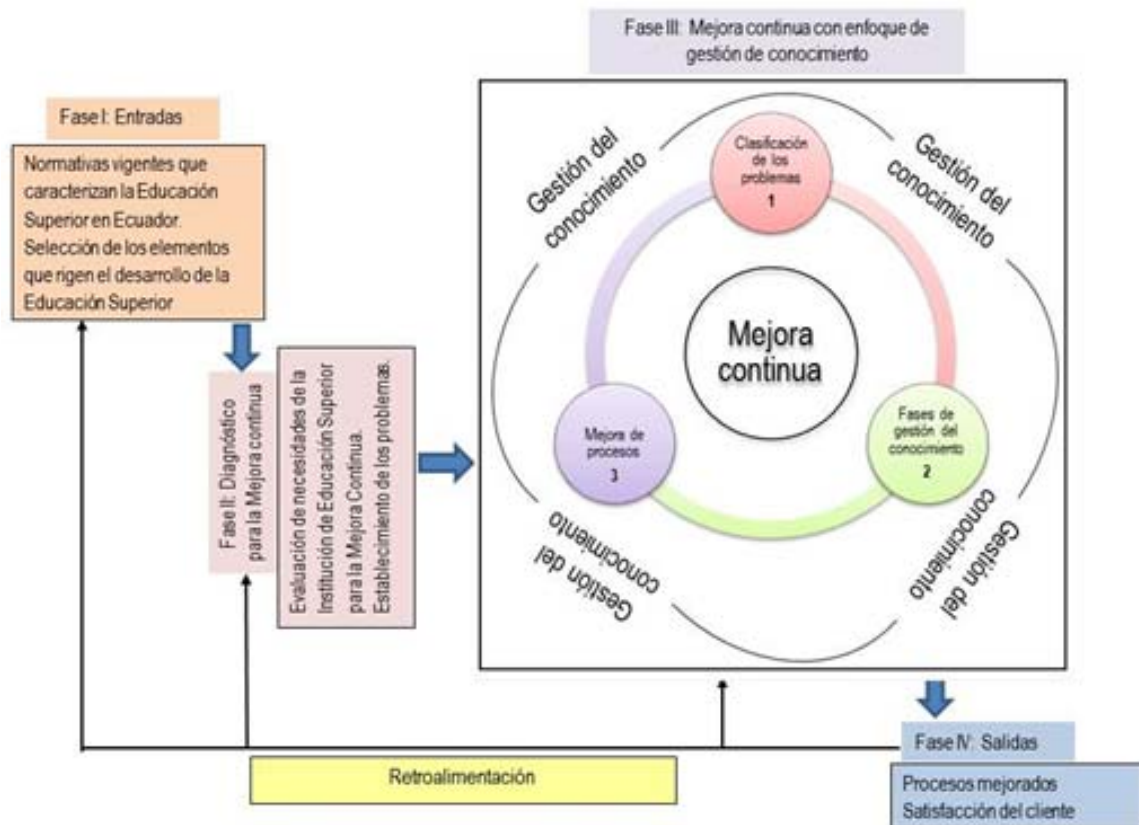 Fase III: Mejora continua con enfoque de
gestión de conocimiento
Fase I: Entradas
Normativas vigentes que
caracterizan la Educación
Superior en Ecuador.
Selección de los elementos
que rigen el desarrollo de la
Educación Superior
Fase II: Diagnóstico
para la Mejora continua
Evaluación de necesidades de la
Institución de Educación Superior
para la Mejora Continua.
Establecimiento de los problemas.
Gestión del
conocimiento
Gestión del
conocimiento
Clasificación
de los
problemas
1
Mejora
continua
Fases de
gestión del
conocimiento
2
Mejora de
procesos
3
Gestión del
conocimiento
Gestión del
conocimiento
Fase IV: Salidas
Procesos mejorados
Satisfacción del cliente
Retroalimentación